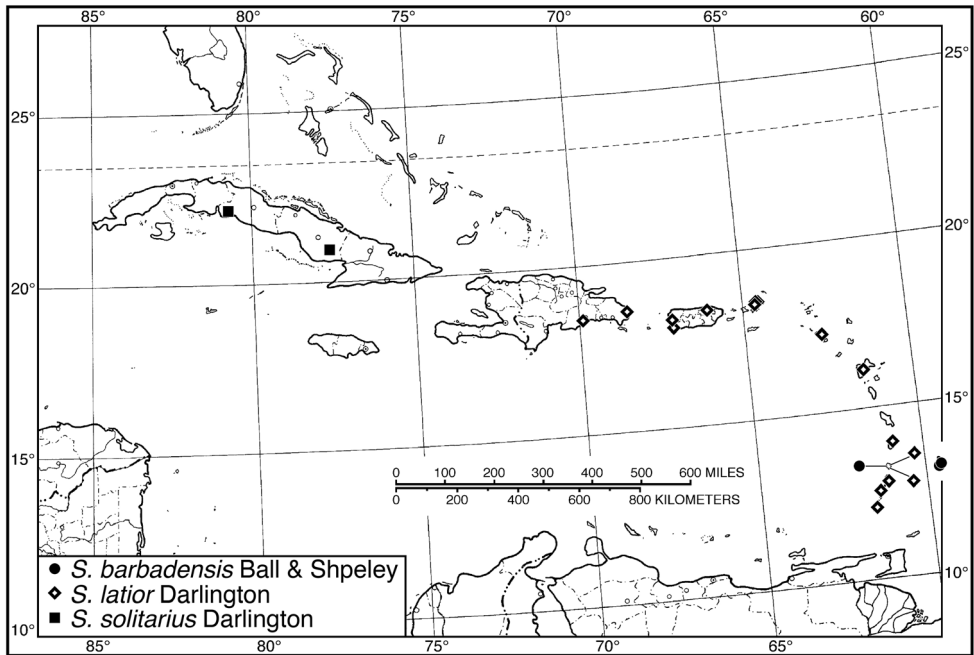 85° 80° 75° 70° 65° 60°
25°
25°
20°
20°
15°
15°
0 100 200 300 400 500 600 MILES
0 200 400 600 800 KILOMETERS
10°
10°
S. barbadensis Ball & Shpeley
S. latior Darlington
S. solitarius Darlington
85° 80° 75° 70° 65°